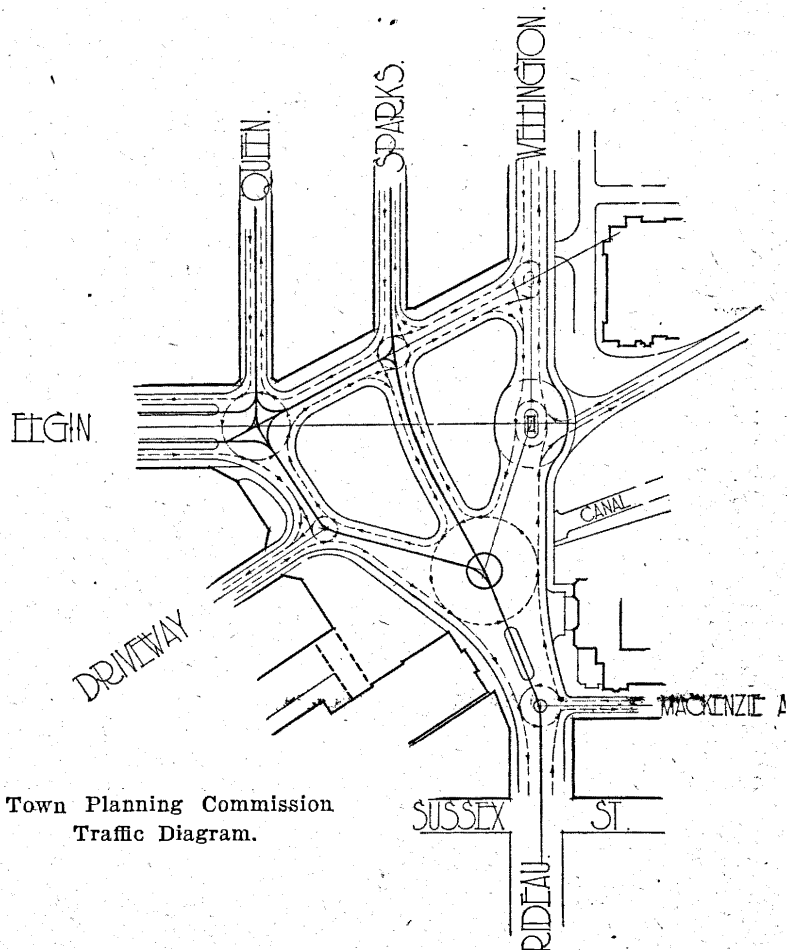 QUEEN.
SPARKS.
WELLINGTON.
ELGIN.
CANAL
DRIVEWAY
MACKENZIE A
Town Planning Commission
Traffic Diagram.
SUSSEX ST.
RIDEAU.